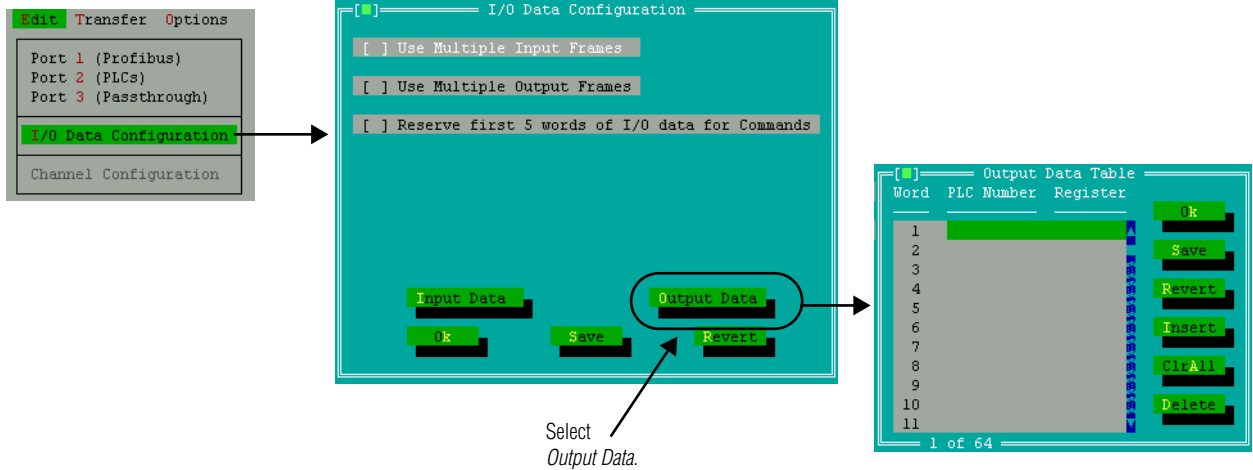 Edit Transfer Options
Port 1 (Profibus)
Port 2 (PLCs)
Port 3 (Passthrough)
I/O Data Configuration
Channel Configuration
I/O Data Configuration
[ ] Use Multiple Input Frames
[ ] Use Multiple Output Frames
[ ] Reserve first 5 words of I/O data for Commands
Input Data
Output Data
Ok
Save
Revert
Select
Output Data.
Output Data Table
Word PLC Number Register
1
2
3
4
5
6
7
8
9
10
11
Ok
Save
Revert
Insert
ClrAll
Delete
1 of 64